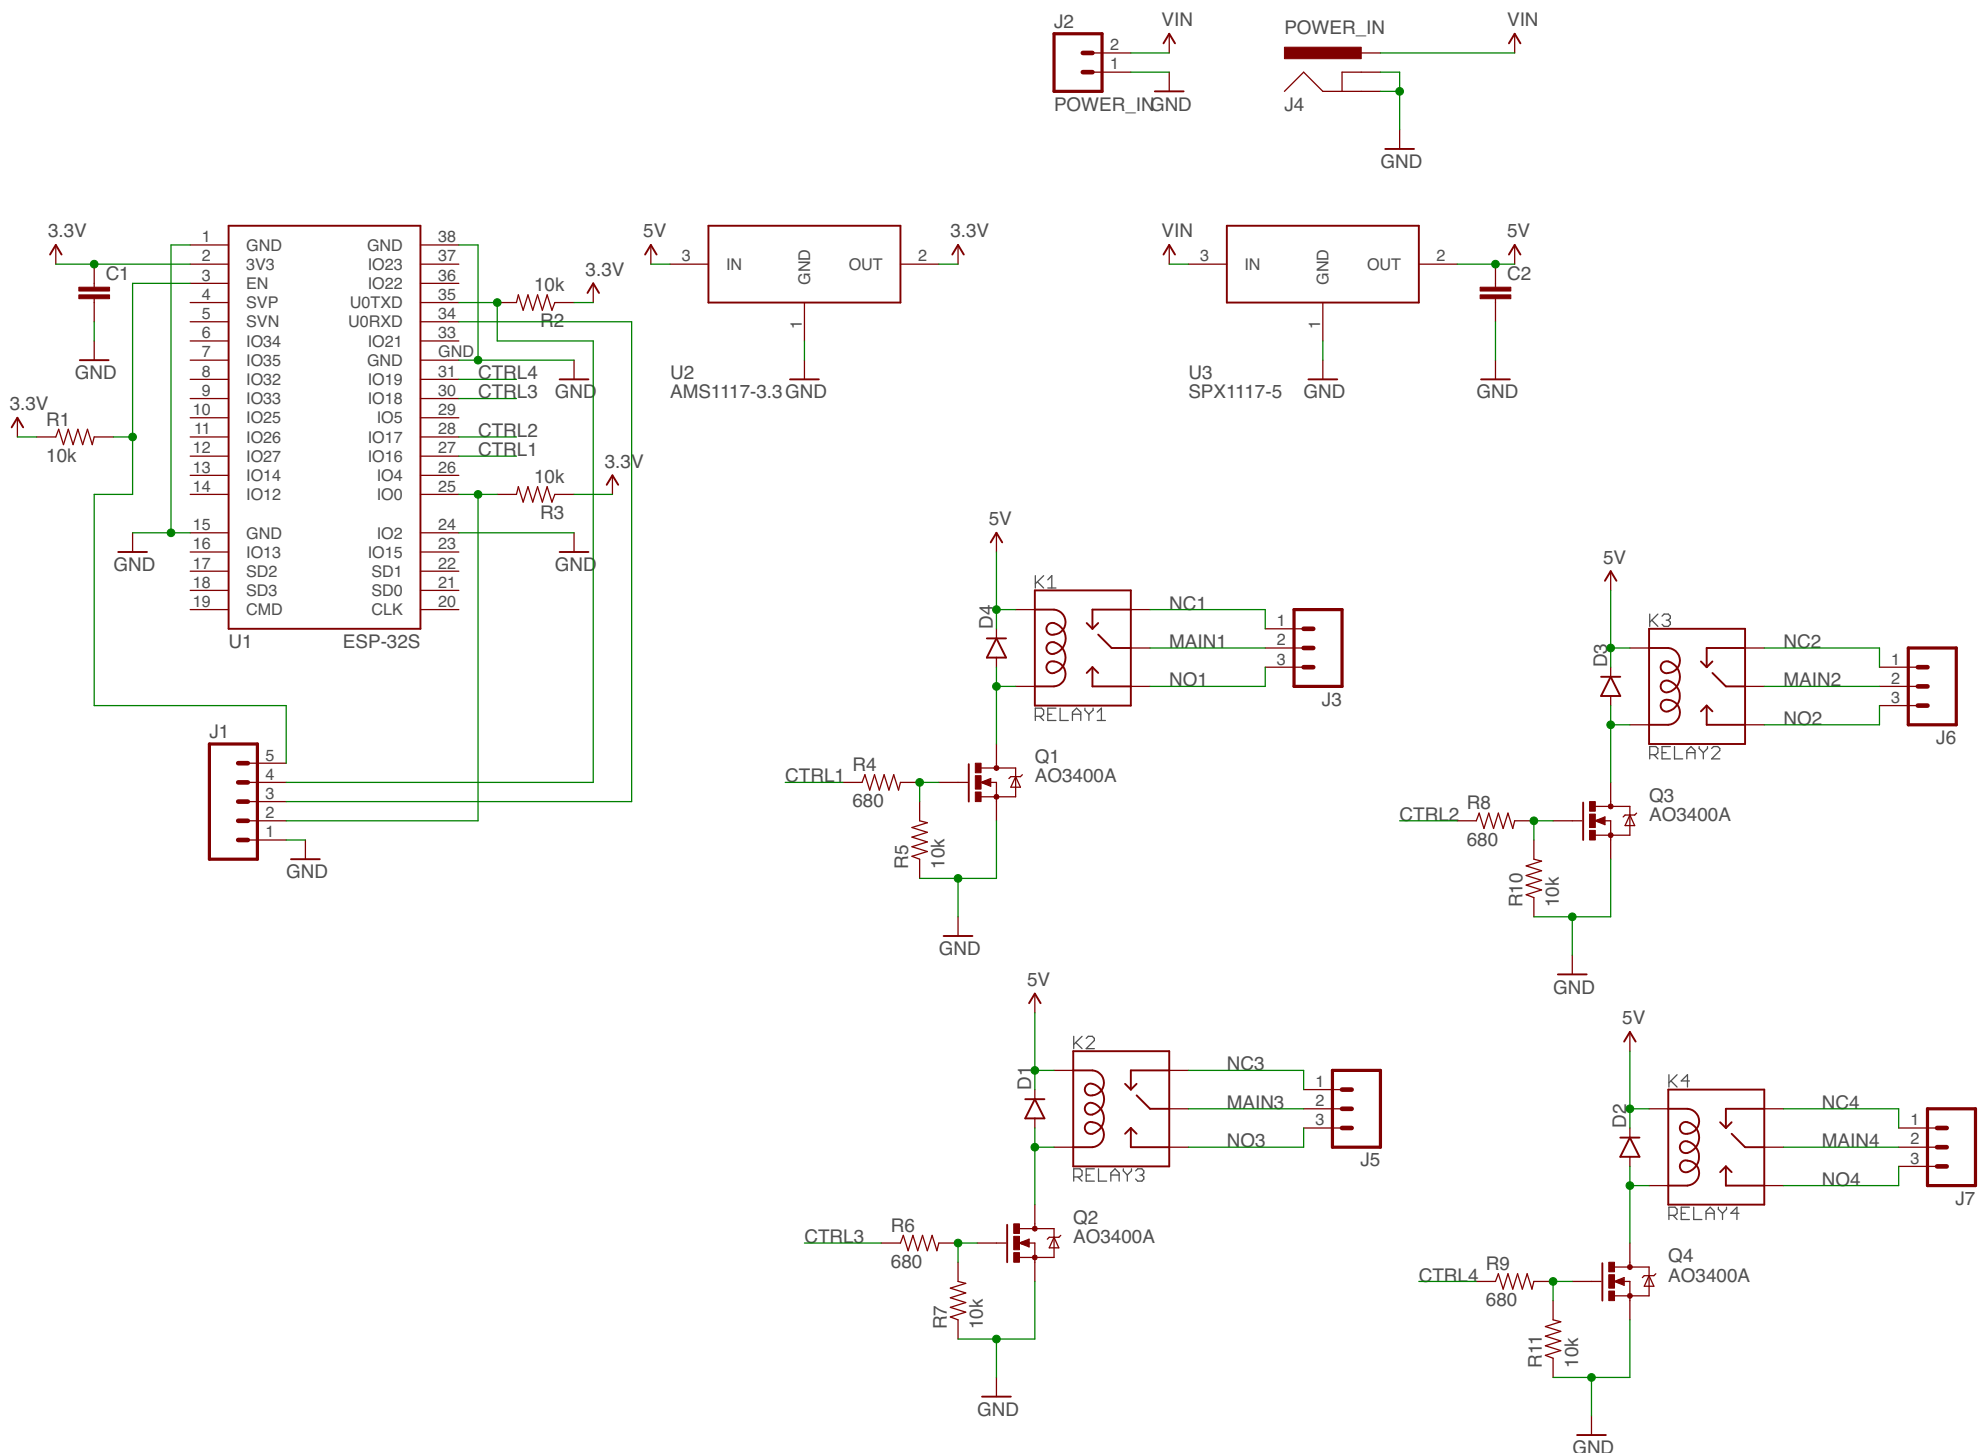 J2
VIN
2
1
POWER_IN
GND
POWER_IN
VIN
J4
GND
3.3V
C1
GND
3.3V
R1
10k
1 GND
2 3V3
3 EN
4 SVP
5 SVN
6 IO34
7 IO35
8 IO32
9 IO33
10 IO25
11 IO26
12 IO27
13 IO14
14 IO12
15 GND
16 IO13
17 SD2
18 SD3
19 CMD
GND
GND 38
IO23 37
IO22 36
U0TXD 35
U0RXD 34
IO21 33
GND GND
IO19 31 CTRL4
IO18 30 CTRL3
IO5 29
IO17 28 CTRL2
IO16 27 CTRL1
IO4 26
IO0 25
IO2 24
IO15 23
SD1 22
SD0 21
CLK 20
U1
ESP-32S
10k
R2
3.3V
GND
10k
R3
3.3V
GND
5V
3 IN
GND
OUT 2
3.3V
1
U2
AMS1117-3.3
GND
VIN
3 IN
GND
OUT 2
5V
C2
1
U3
SPX1117-5
GND
GND
J1
5
4
3
2
1
GND
5V
K1
D4
NC1
MAIN1
NO1
1
2
3
J3
RELAY1
Q1
AO3400A
CTRL1
R4
680
R5
10k
GND
5V
K3
D3
NC2
MAIN2
NO2
1
2
3
J6
RELAY2
Q3
AO3400A
CTRL2
R8
680
R10
10k
GND
5V
K2
D1
NC3
MAIN3
NO3
1
2
3
J5
RELAY3
Q2
AO3400A
CTRL3
R6
680
R7
10k
GND
5V
K4
D2
NC4
MAIN4
NO4
1
2
3
J7
RELAY4
Q4
AO3400A
CTRL4
R9
680
R11
10k
GND